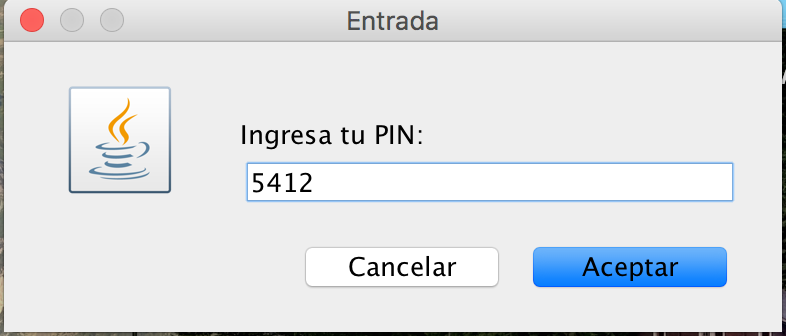 Entrada
Ingresa tu PIN:
5412
Cancelar
Aceptar